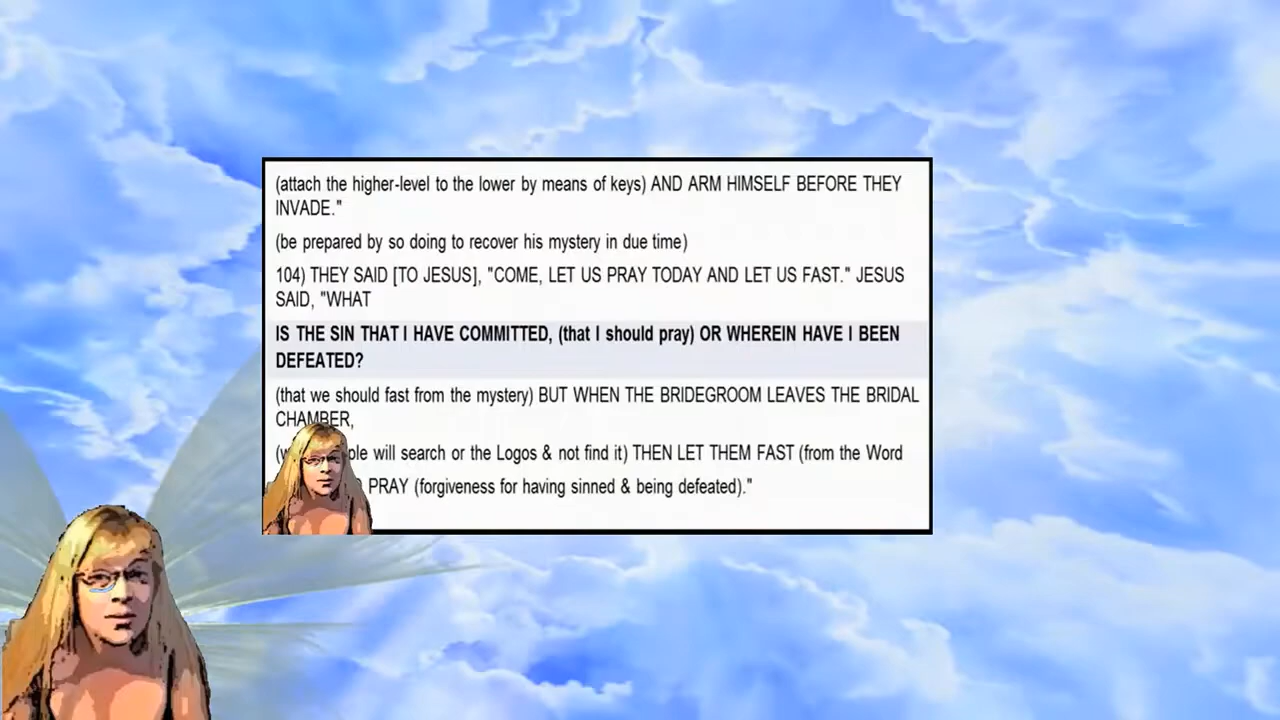 (attach the higher-level to the lower by means of keys) AND ARM HIMSELF BEFORE THEY
INVADE."
(be prepared by so doing to recover his mystery in due time)
104) THEY SAID [TO JESUS], "COME, LET US PRAY TODAY AND LET US FAST." JESUS
SAID, "WHAT
IS THE SIN THAT I HAVE COMMITTED, (that I should pray) OR WHEREIN HAVE I BEEN
DEFEATED?
(that we should fast from the mystery) BUT WHEN THE BRIDEGROOM LEAVES THE BRIDAL
CHAMBER,
will search or the Logos & not find it) THEN LET THEM FAST (from the Word
PRAY (forgiveness for having sinned & being defeated)."